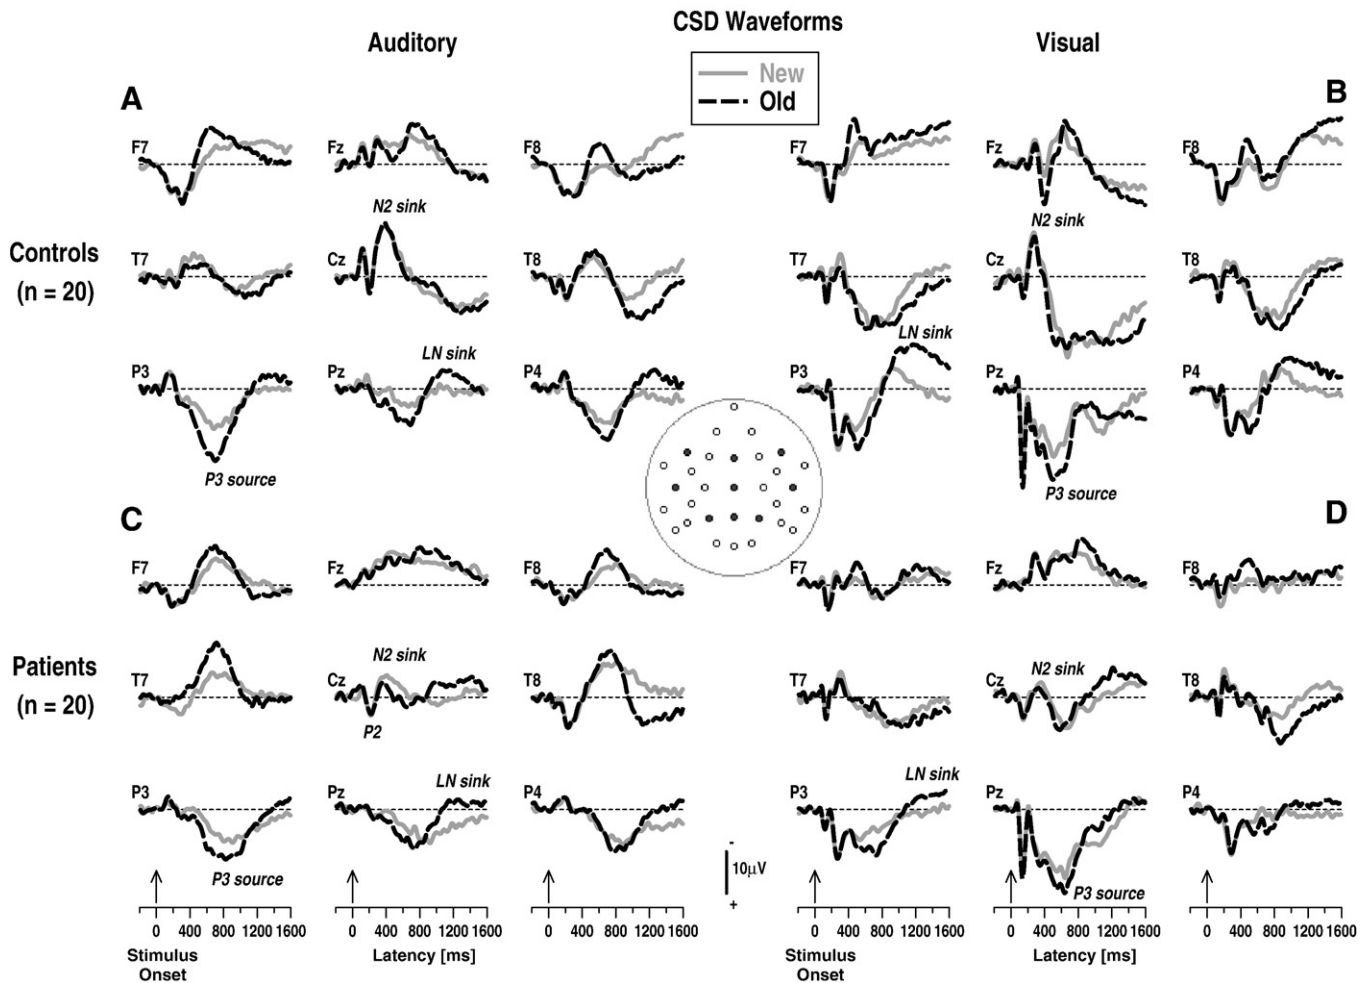 CSD Waveforms
Auditory
Visual
New
Old
A
B
F7 Fz F8 F7 Fz F8
N2 sink N2 sink
Controls
(n = 20)
T7 Cz T8 T7 Cz T8
LN sink LN sink
P3 Pz P4 P3 Pz P4
P3 source P3 source
C
D
F7 Fz F8 F7 Fz F8
Patients
(n = 20)
N2 sink N2 sink
T7 Cz T8 T7 Cz T8
P2
LN sink LN sink
P3 Pz P4 P3 Pz P4
P3 source P3 source
-
10μV
+
0 400 800 1200 1600 0 400 800 1200 1600 0 400 800 1200 1600 0 400 800 1200 1600 0 400 800 1200 1600 0 400 800 1200 1600
Stimulus Latency [ms] Stimulus Latency [ms]
Onset Onset